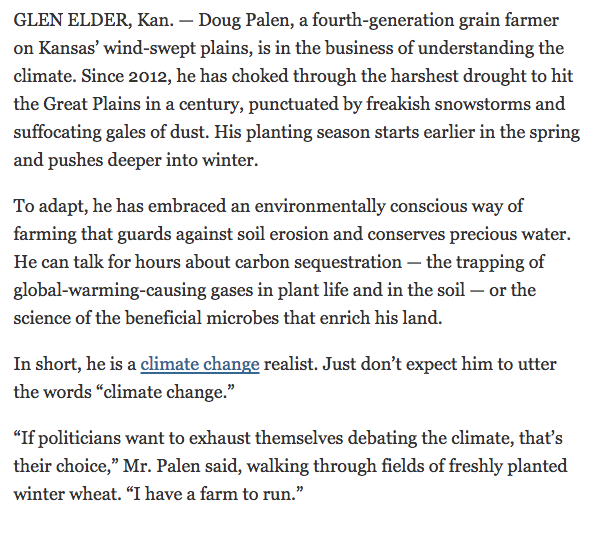 GLEN ELDER, Kan. — Doug Palen, a fourth-generation grain farmer
on Kansas’ wind-swept plains, is in the business of understanding the
climate. Since 2012, he has choked through the harshest drought to hit
the Great Plains in a century, punctuated by freakish snowstorms and
suffocating gales of dust. His planting season starts earlier in the spring
and pushes deeper into winter.
To adapt, he has embraced an environmentally conscious way of
farming that guards against soil erosion and conserves precious water.
He can talk for hours about carbon sequestration — the trapping of
global-warming-causing gases in plant life and in the soil — or the
science of the beneficial microbes that enrich his land.
In short, he is a climate change realist. Just don’t expect him to utter
the words “climate change.”
“If politicians want to exhaust themselves debating the climate, that’s
their choice,” Mr. Palen said, walking through fields of freshly planted
winter wheat. “I have a farm to run.”